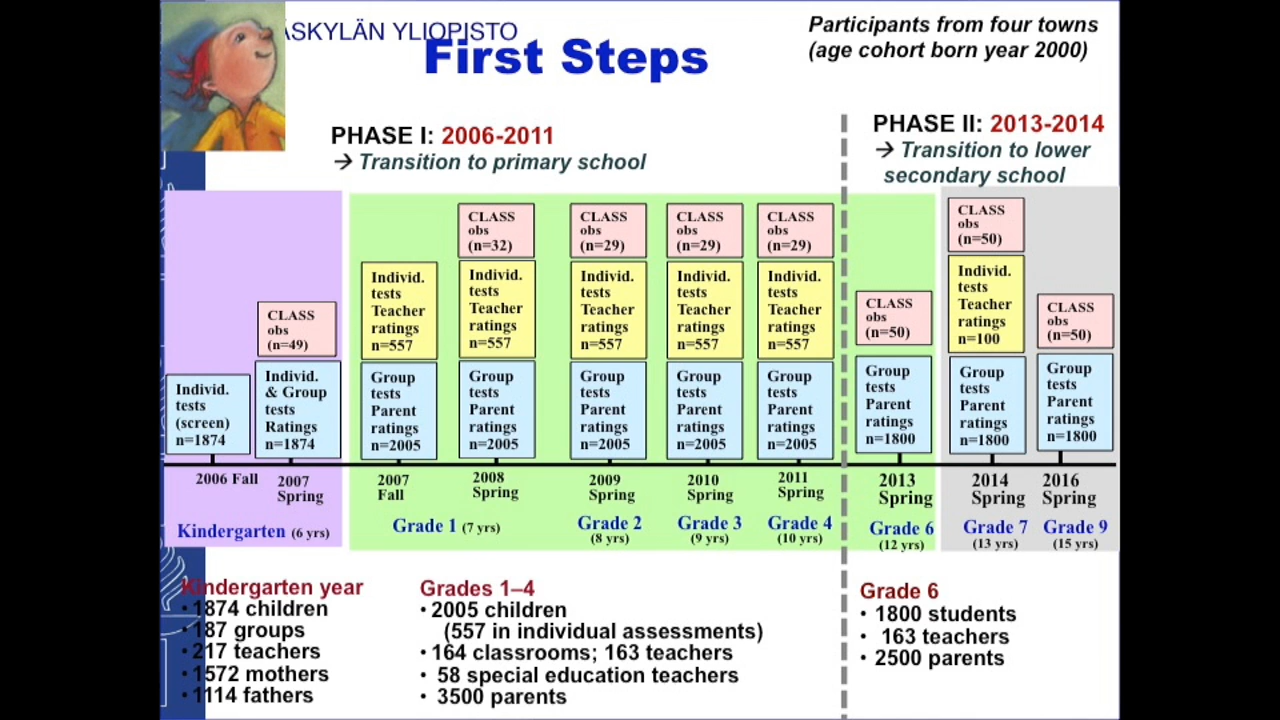 ÄSKYLÄN YLIOPISTO
First Steps
Participants from four towns
(age cohort born year 2000)
PHASE I: 2006-2011
→ Transition to primary school
PHASE II: 2013-2014
→ Transition to lower
secondary school
Individ.
tests
(screen)
n=1874
CLASS
obs
(n=49)
Individ.
& Group
tests
Ratings
n=1874
Individ.
tests
Teacher
ratings
n=557
Group
tests
Parent
ratings
n=2005
CLASS
obs
(n=32)
Individ.
tests
Teacher
ratings
n=557
Group
tests
Parent
ratings
n=2005
CLASS
obs
(n=29)
Individ.
tests
Teacher
ratings
n=557
Group
tests
Parent
ratings
n=2005
CLASS
obs
(n=29)
Individ.
tests
Teacher
ratings
n=557
Group
tests
Parent
ratings
n=2005
CLASS
obs
(n=29)
Individ.
tests
Teacher
ratings
n=557
Group
tests
Parent
ratings
n=2005
CLASS
obs
(n=50)
Group
tests
Parent
ratings
n=1800
CLASS
obs
(n=50)
Individ.
tests
Teacher
ratings
n=100
Group
tests
Parent
ratings
n=1800
CLASS
obs
(n=50)
Group
tests
Parent
ratings
n=1800
2006 Fall
2007
Spring
2007
Fall
2008
Spring
2009
Spring
2010
Spring
2011
Spring
2013
Spring
2014
Spring
2016
Spring
Kindergarten (6 yrs)
Grade 1 (7 yrs)
Grade 2
(8 yrs)
Grade 3
(9 yrs)
Grade 4
(10 yrs)
Grade 6
(12 yrs)
Grade 7
(13 yrs)
Grade 9
(15 yrs)
Kindergarten year
• 1874 children
• 187 groups
• 217 teachers
• 1572 mothers
• 1114 fathers
Grades 1–4
• 2005 children
(557 in individual assessments)
• 164 classrooms; 163 teachers
• 58 special education teachers
• 3500 parents
Grade 6
• 1800 students
• 163 teachers
• 2500 parents